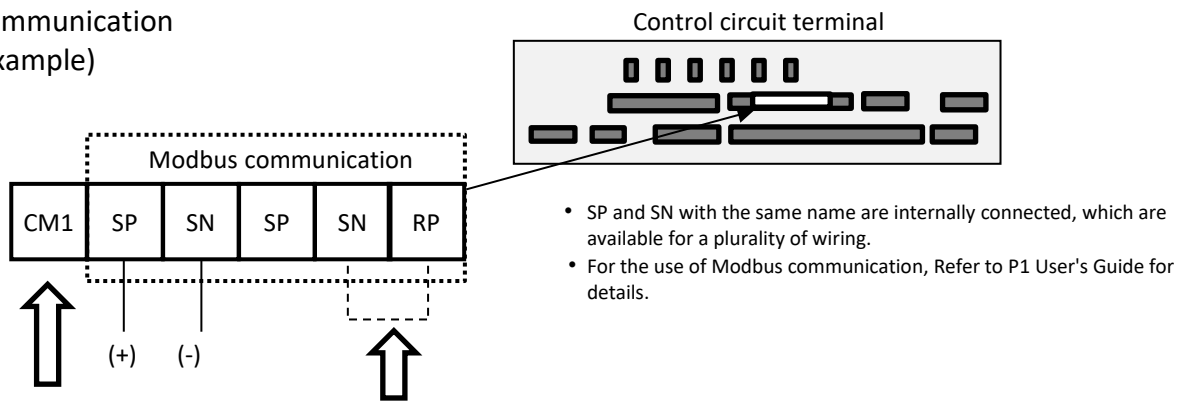 ommunication
xample)
Control circuit terminal
Modbus communication
CM1 SP SN SP SN RP
(+) (-)
• SP and SN with the same name are internally connected, which are
available for a plurality of wiring.
• For the use of Modbus communication, Refer to P1 User's Guide for
details.